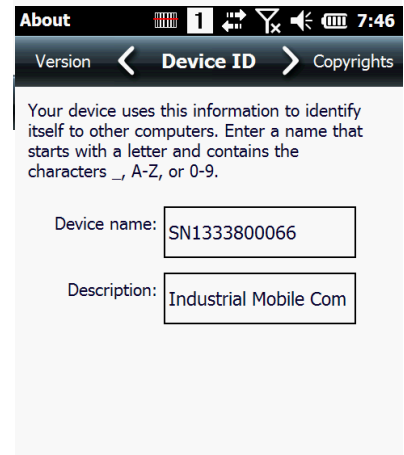 About 1 7:46
Version Device ID Copyrights
Your device uses this information to identify
itself to other computers. Enter a name that
starts with a letter and contains the
characters _, A-Z, or 0-9.
Device name: SN1333800066
Description: Industrial Mobile Com